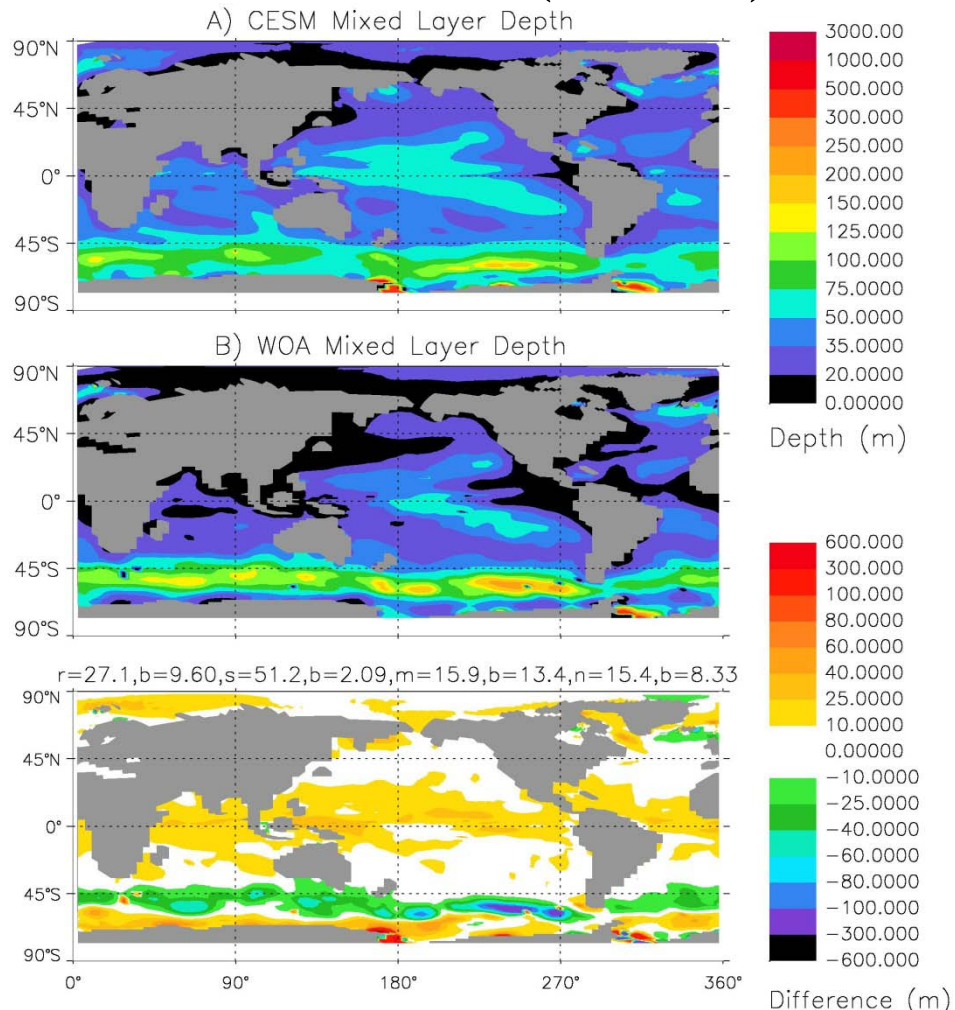 A) CESM Mixed Layer Depth
90°N
45°N
0°
45°S
90°S
3000.00
1000.00
500.000
300.000
250.000
200.000
150.000
125.000
100.000
75.0000
50.0000
35.0000
20.0000
0.00000
Depth (m)
B) WOA Mixed Layer Depth
90°N
45°N
0°
45°S
90°S
r=27.1,b=9.60,s=51.2,b=2.09,m=15.9,b=13.4,n=15.4,b=8.33
90°N
45°N
0°
45°S
90°S
0°
90°
180°
270°
360°
600.000
300.000
100.000
80.0000
60.0000
40.0000
25.0000
10.0000
0.00000
-10.0000
-25.0000
-40.0000
-60.0000
-80.0000
-100.000
-300.000
-600.000
Difference (m)